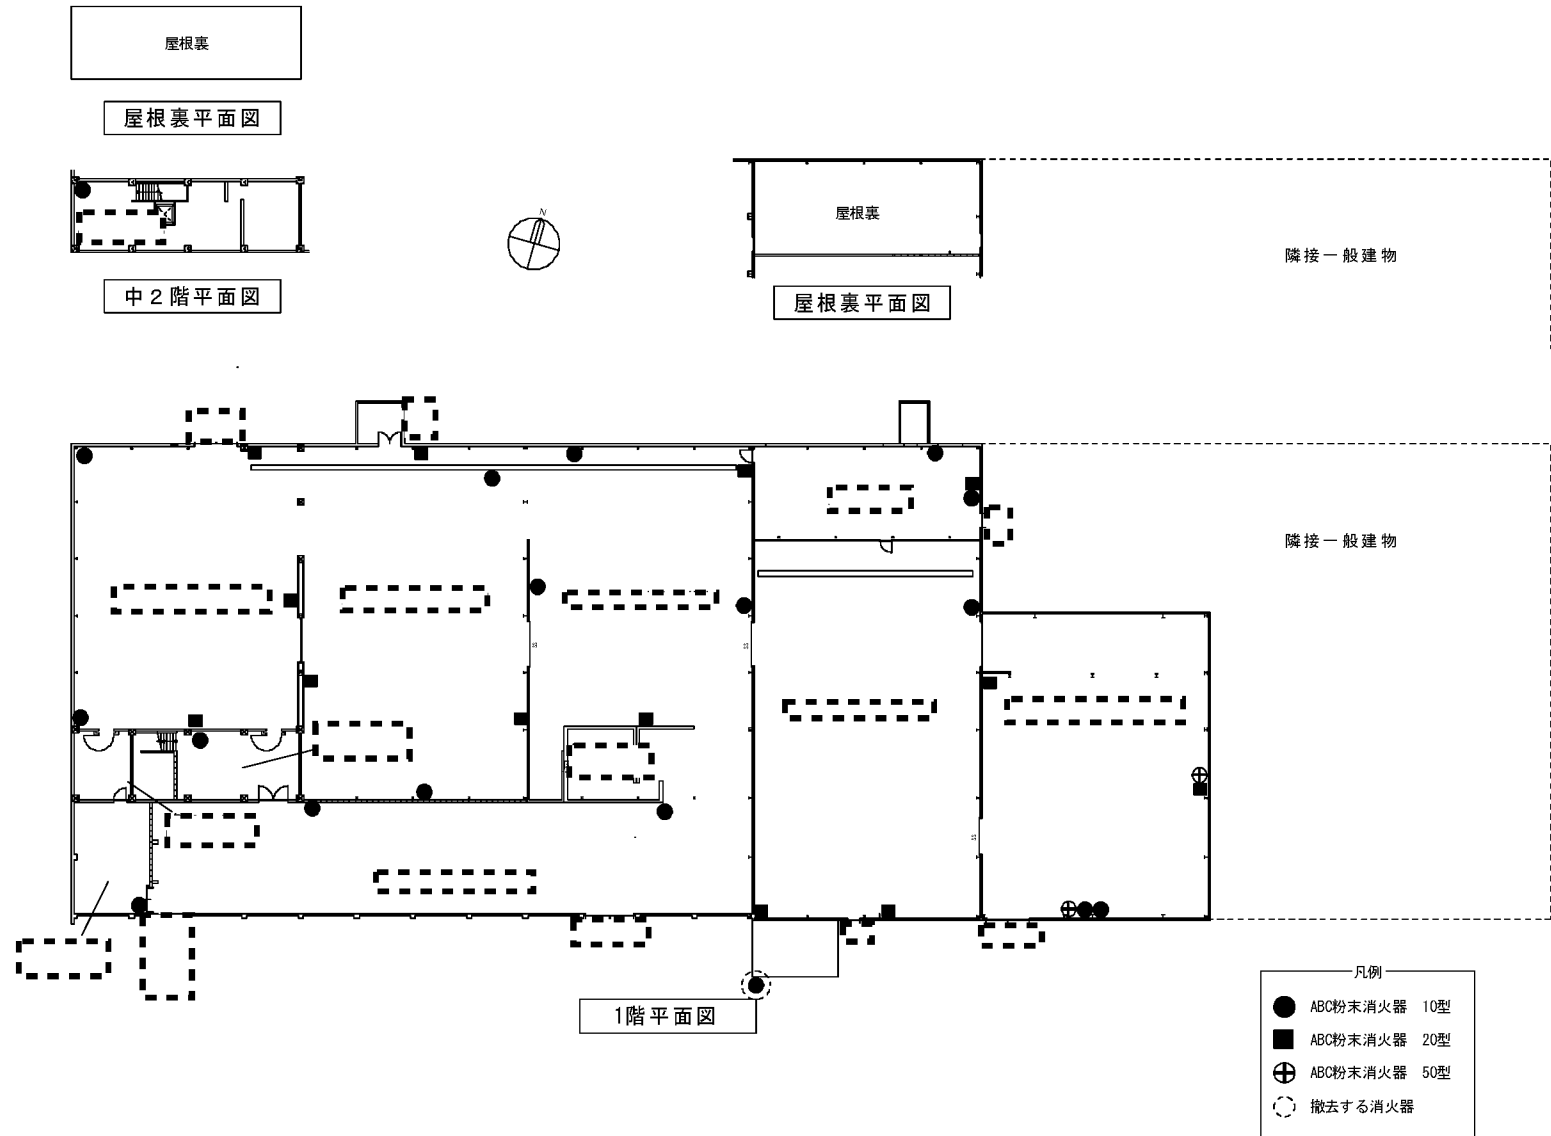 屋根裏
屋根裏平面図
中2階平面図
N
屋根裏
屋根裏平面図
隣接一般建物
隣接一般建物
SS
SS
SS
1階平面図
凡例
ABC粉末消火器 10型
ABC粉末消火器 20型
ABC粉末消火器 50型
撤去する消火器